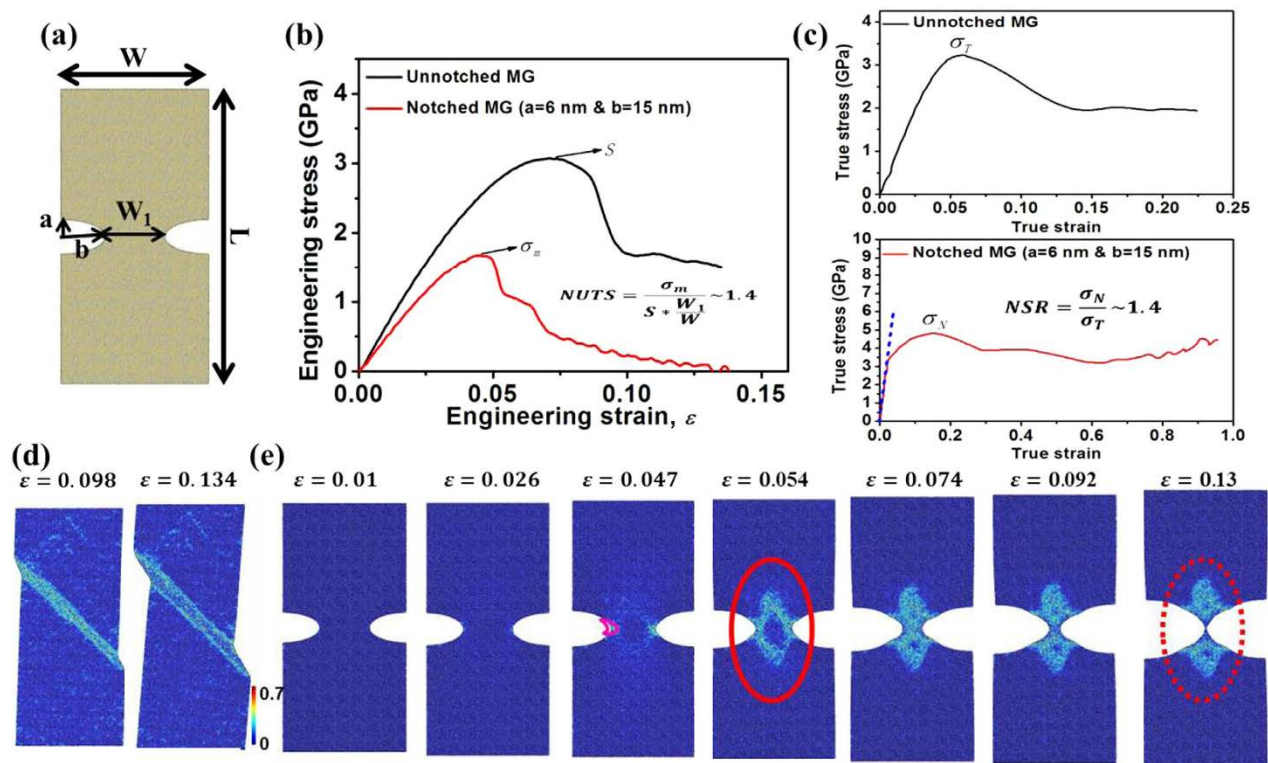 (a)
W
a
b
W1
L
(b)
Engineering stress (GPa)
4
3
2
1
0
Unnotched MG
Notched MG (a=6 nm & b=15 nm)
S
σm
NUTS = σm / (S * W1/W) ~1.4
0.00 0.05 0.10 0.15
Engineering strain, ε
(c)
True stress (GPa)
4
3
2
1
0
Unnotched MG
σT
0.00 0.05 0.10 0.15 0.20 0.25
True strain
True stress (GPa)
10
9
8
7
6
5
4
3
2
1
0
Notched MG (a=6 nm & b=15 nm)
σN
NSR = σN / σT ~1.4
0.0 0.2 0.4 0.6 0.8 1.0
True strain
(d)
ε = 0.098 ε = 0.134
0.7
0
(e)
ε = 0.01 ε = 0.026 ε = 0.047 ε = 0.054 ε = 0.074 ε = 0.092 ε = 0.13